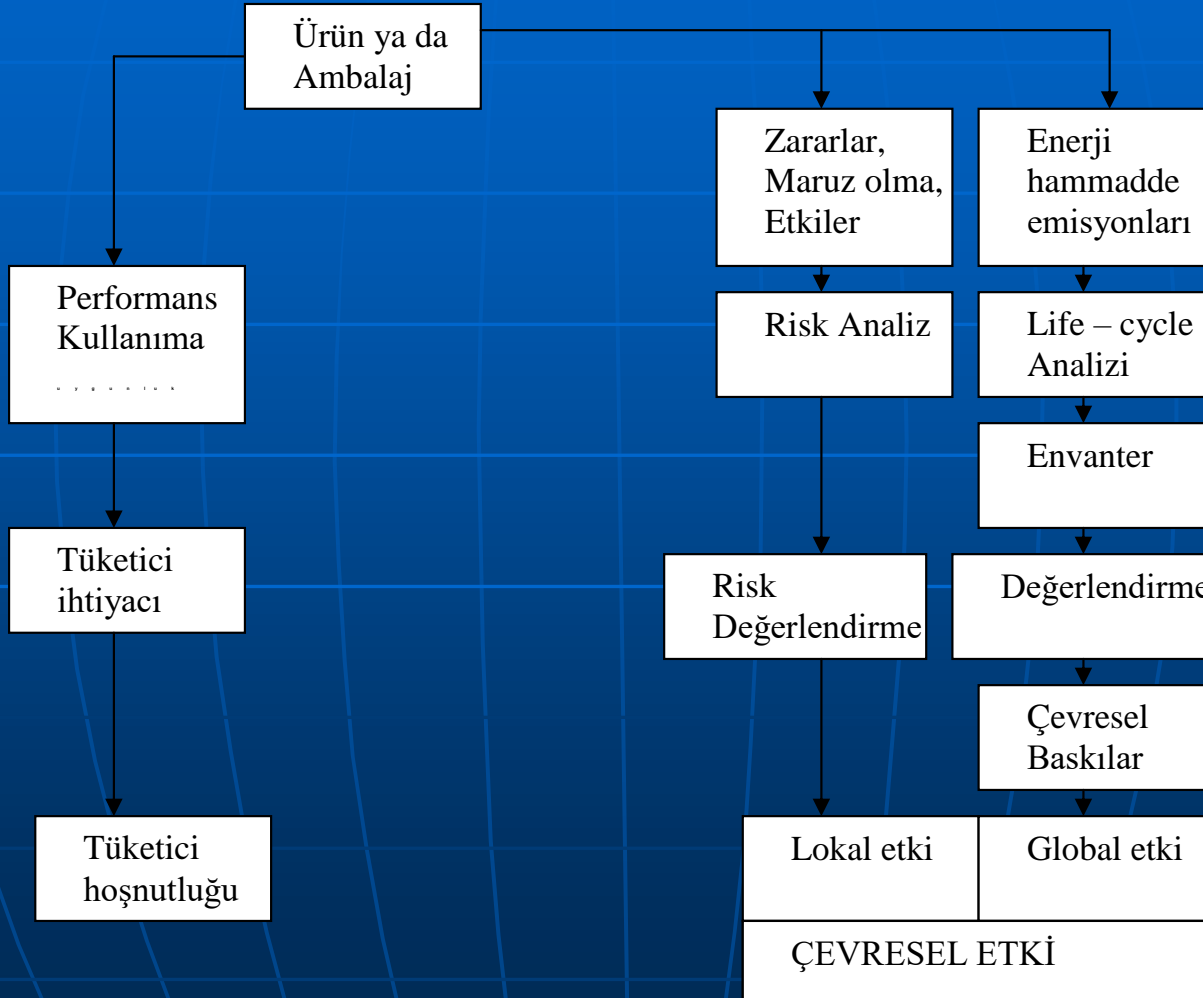 Ürün ya da
Ambalaj
Zararlar,
Maruz olma,
Etkiler
Enerji
hammadde
emisyonları
Performans
Kullanıma
uygunluk
Risk Analiz
Life – cycle
Analizi
Envanter
Tüketici
ihtiyacı
Risk
Değerlendirme
Değerlendirme
Çevresel
Baskılar
Tüketici
hoşnutluğu
Lokal etki
Global etki
ÇEVRESEL ETKİ